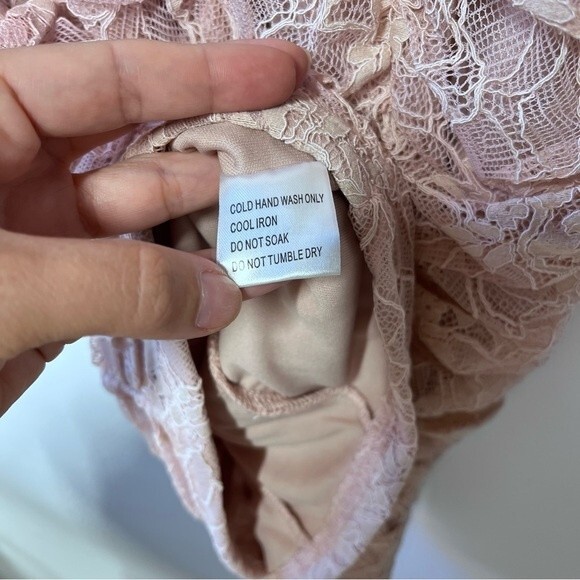 COLD HAND WASH ONLY
COOL IRON
DO NOT SOAK
DO NOT TUMBLE DRY